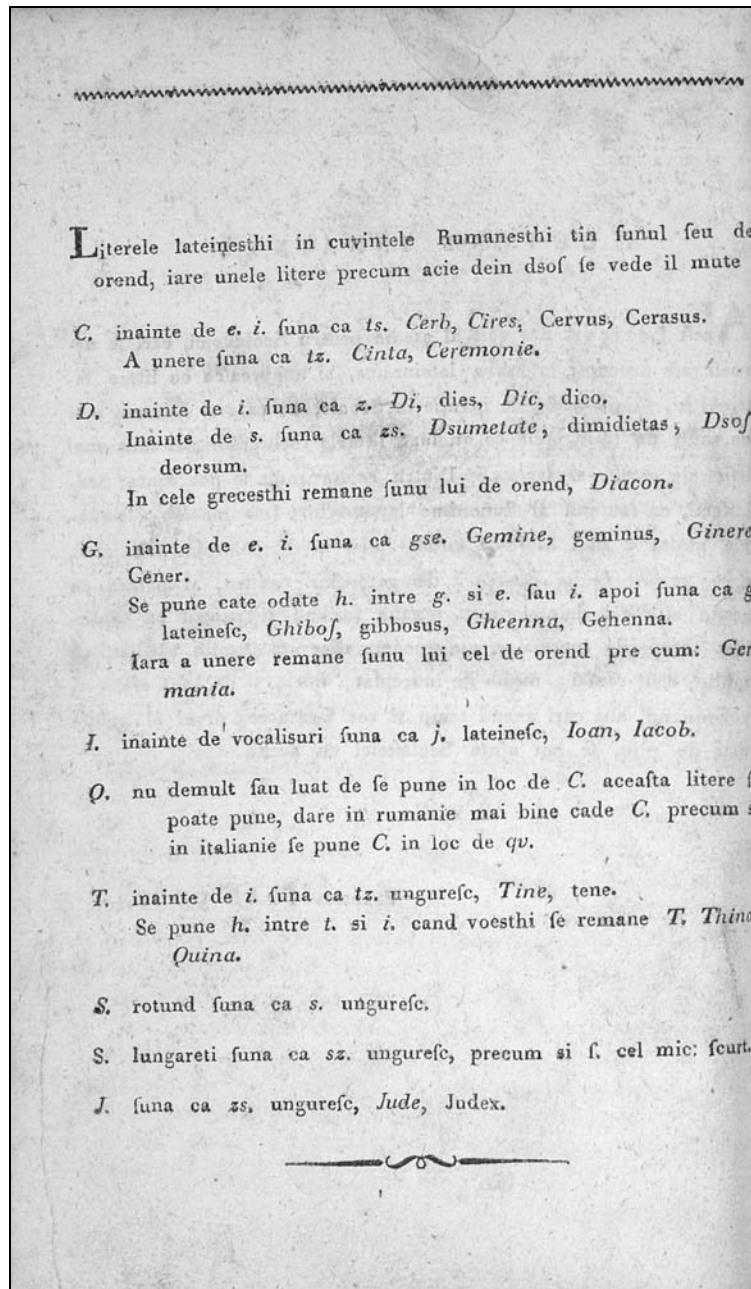 Literele lateinesthi in cuvintele Rumanesthi tin ſunul ſeu de
orend, iare unele litere precum acie dein dsoſ ſe vede il mute
C. inainte de e. i. ſuna ca ts. Cerb, Cires, Cervus, Cerasus.
A unere ſuna ca tz. Cinta, Ceremonie.
D. inainte de i. ſuna ca z. Di, dies, Dic, dico.
Inainte de s. ſuna ca zs. Dsumetate, dimidietas, Dsoſ
deorsum.
In cele grecesthi remane ſunu lui de orend, Diacon.
G. inainte de e. i. ſuna ca gse. Gemine, geminus, Ginere
Gener.
Se pune cate odate h. intre g. si e. ſau i. apoi ſuna ca g
lateineſc, Ghiboſ, gibbosus, Gheenna, Gehenna.
Iara a unere remane ſunu lui cel de orend pre cum: Ger
mania.
I. inainte de vocalisuri ſuna ca j. lateineſc, Ioan, Iacob.
Q. nu demult ſau luat de ſe pune in loc de C. aceaſta litere ſ
poate pune, dare in rumanie mai bine cade C. precum s
in italianie ſe pune C. in loc de qv.
T. inainte de i. ſuna ca tz. ungureſc, Tine, tene.
Se pune h. intre t. si i. cand voesthi ſe remane T. Thina
Quina.
S. rotund ſuna ca s. ungureſc.
S. lungareti ſuna ca sz. ungureſc, precum si ſ. cel mic: ſcurt.
J. ſuna ca zs. ungureſc, Jude, Judex.